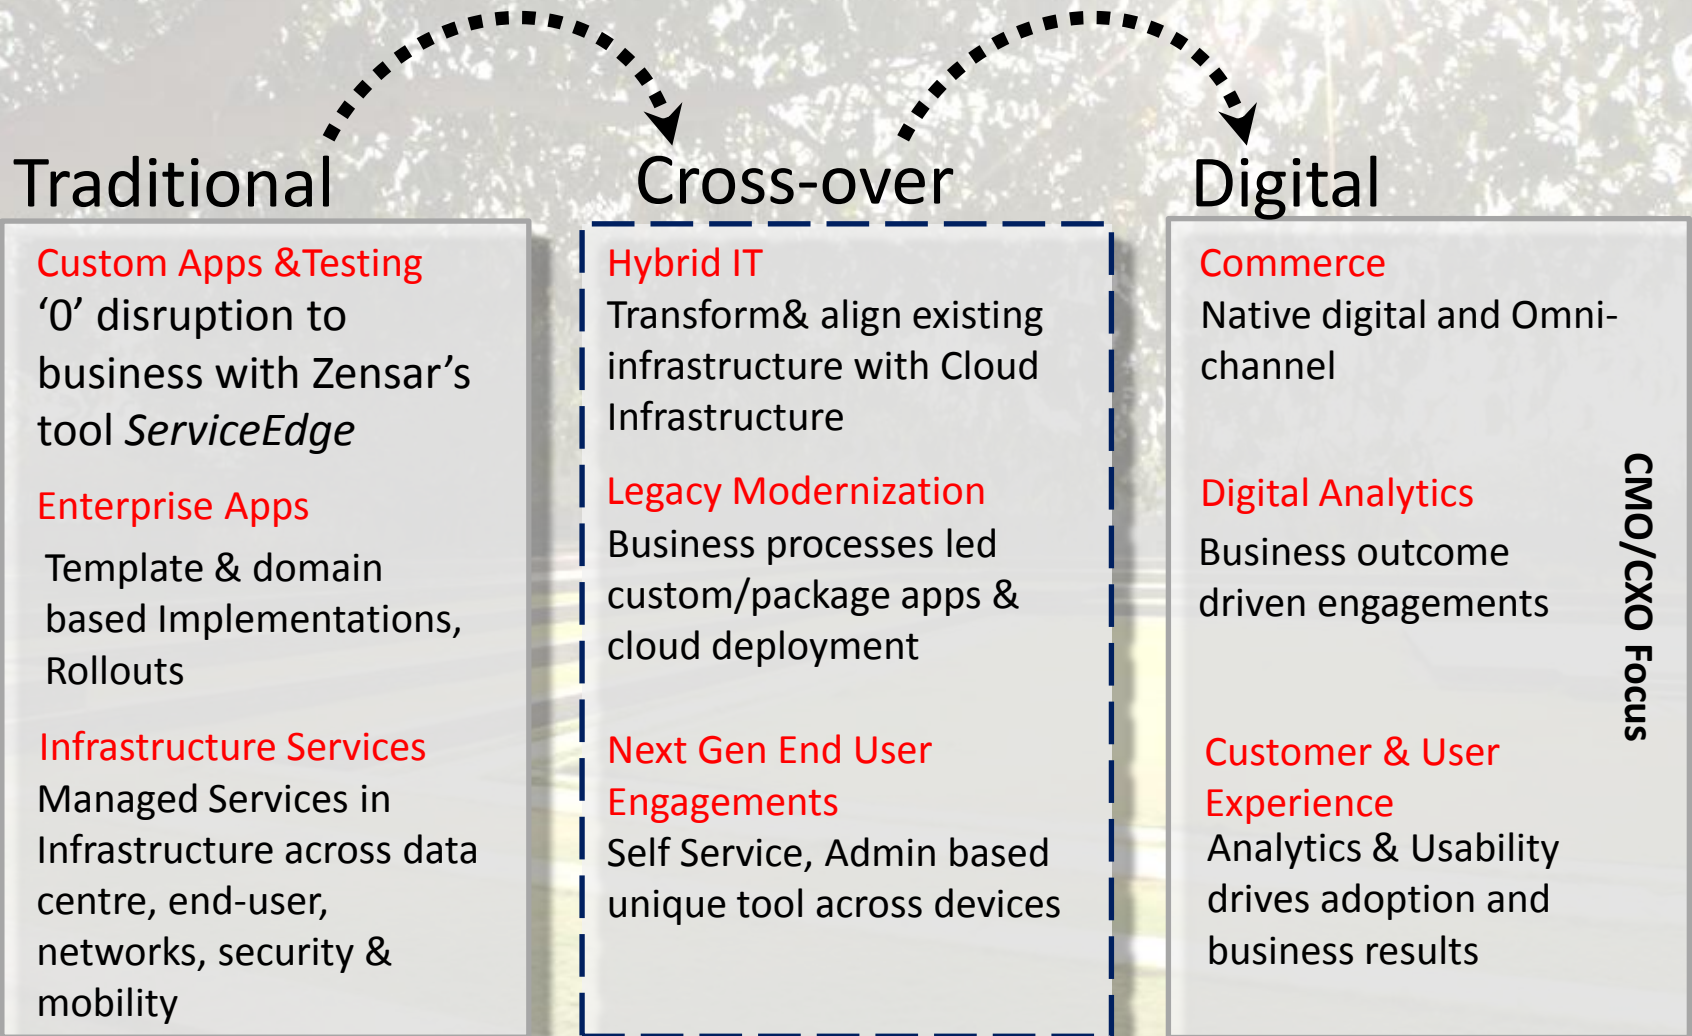 Traditional
Custom Apps &Testing
‘0’ disruption to
business with Zensar’s
tool ServiceEdge
Enterprise Apps
Template & domain
based Implementations,
Rollouts
Infrastructure Services
Managed Services in
Infrastructure across data
centre, end-user,
networks, security &
mobility
Cross-over
Hybrid IT
Transform& align existing
infrastructure with Cloud
Infrastructure
Legacy Modernization
Business processes led
custom/package apps &
cloud deployment
Next Gen End User
Engagements
Self Service, Admin based
unique tool across devices
Digital
Commerce
Native digital and Omni-
channel
Digital Analytics
Business outcome
driven engagements
Customer & User
Experience
Analytics & Usability
drives adoption and
business results
CMO/CXO Focus